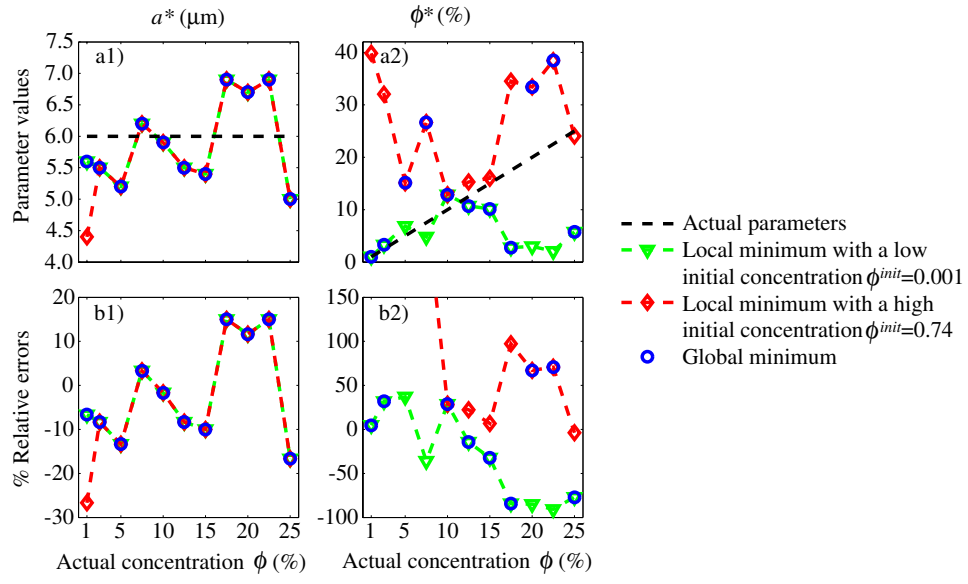 a* (μm)
ϕ* (%)
Parameter values
7.5
7.0
6.5
6.0
5.5
5.0
4.5
4.0
a1)
40
30
20
10
0
a2)
% Relative errors
20
10
0
-10
-20
-30
b1)
1
5
10
15
20
25
Actual concentration ϕ (%)
150
100
50
0
-50
-100
b2)
1
5
10
15
20
25
Actual concentration ϕ (%)
Actual parameters
Local minimum with a low
initial concentration ϕ^init=0.001
Local minimum with a high
initial concentration ϕ^init=0.74
Global minimum